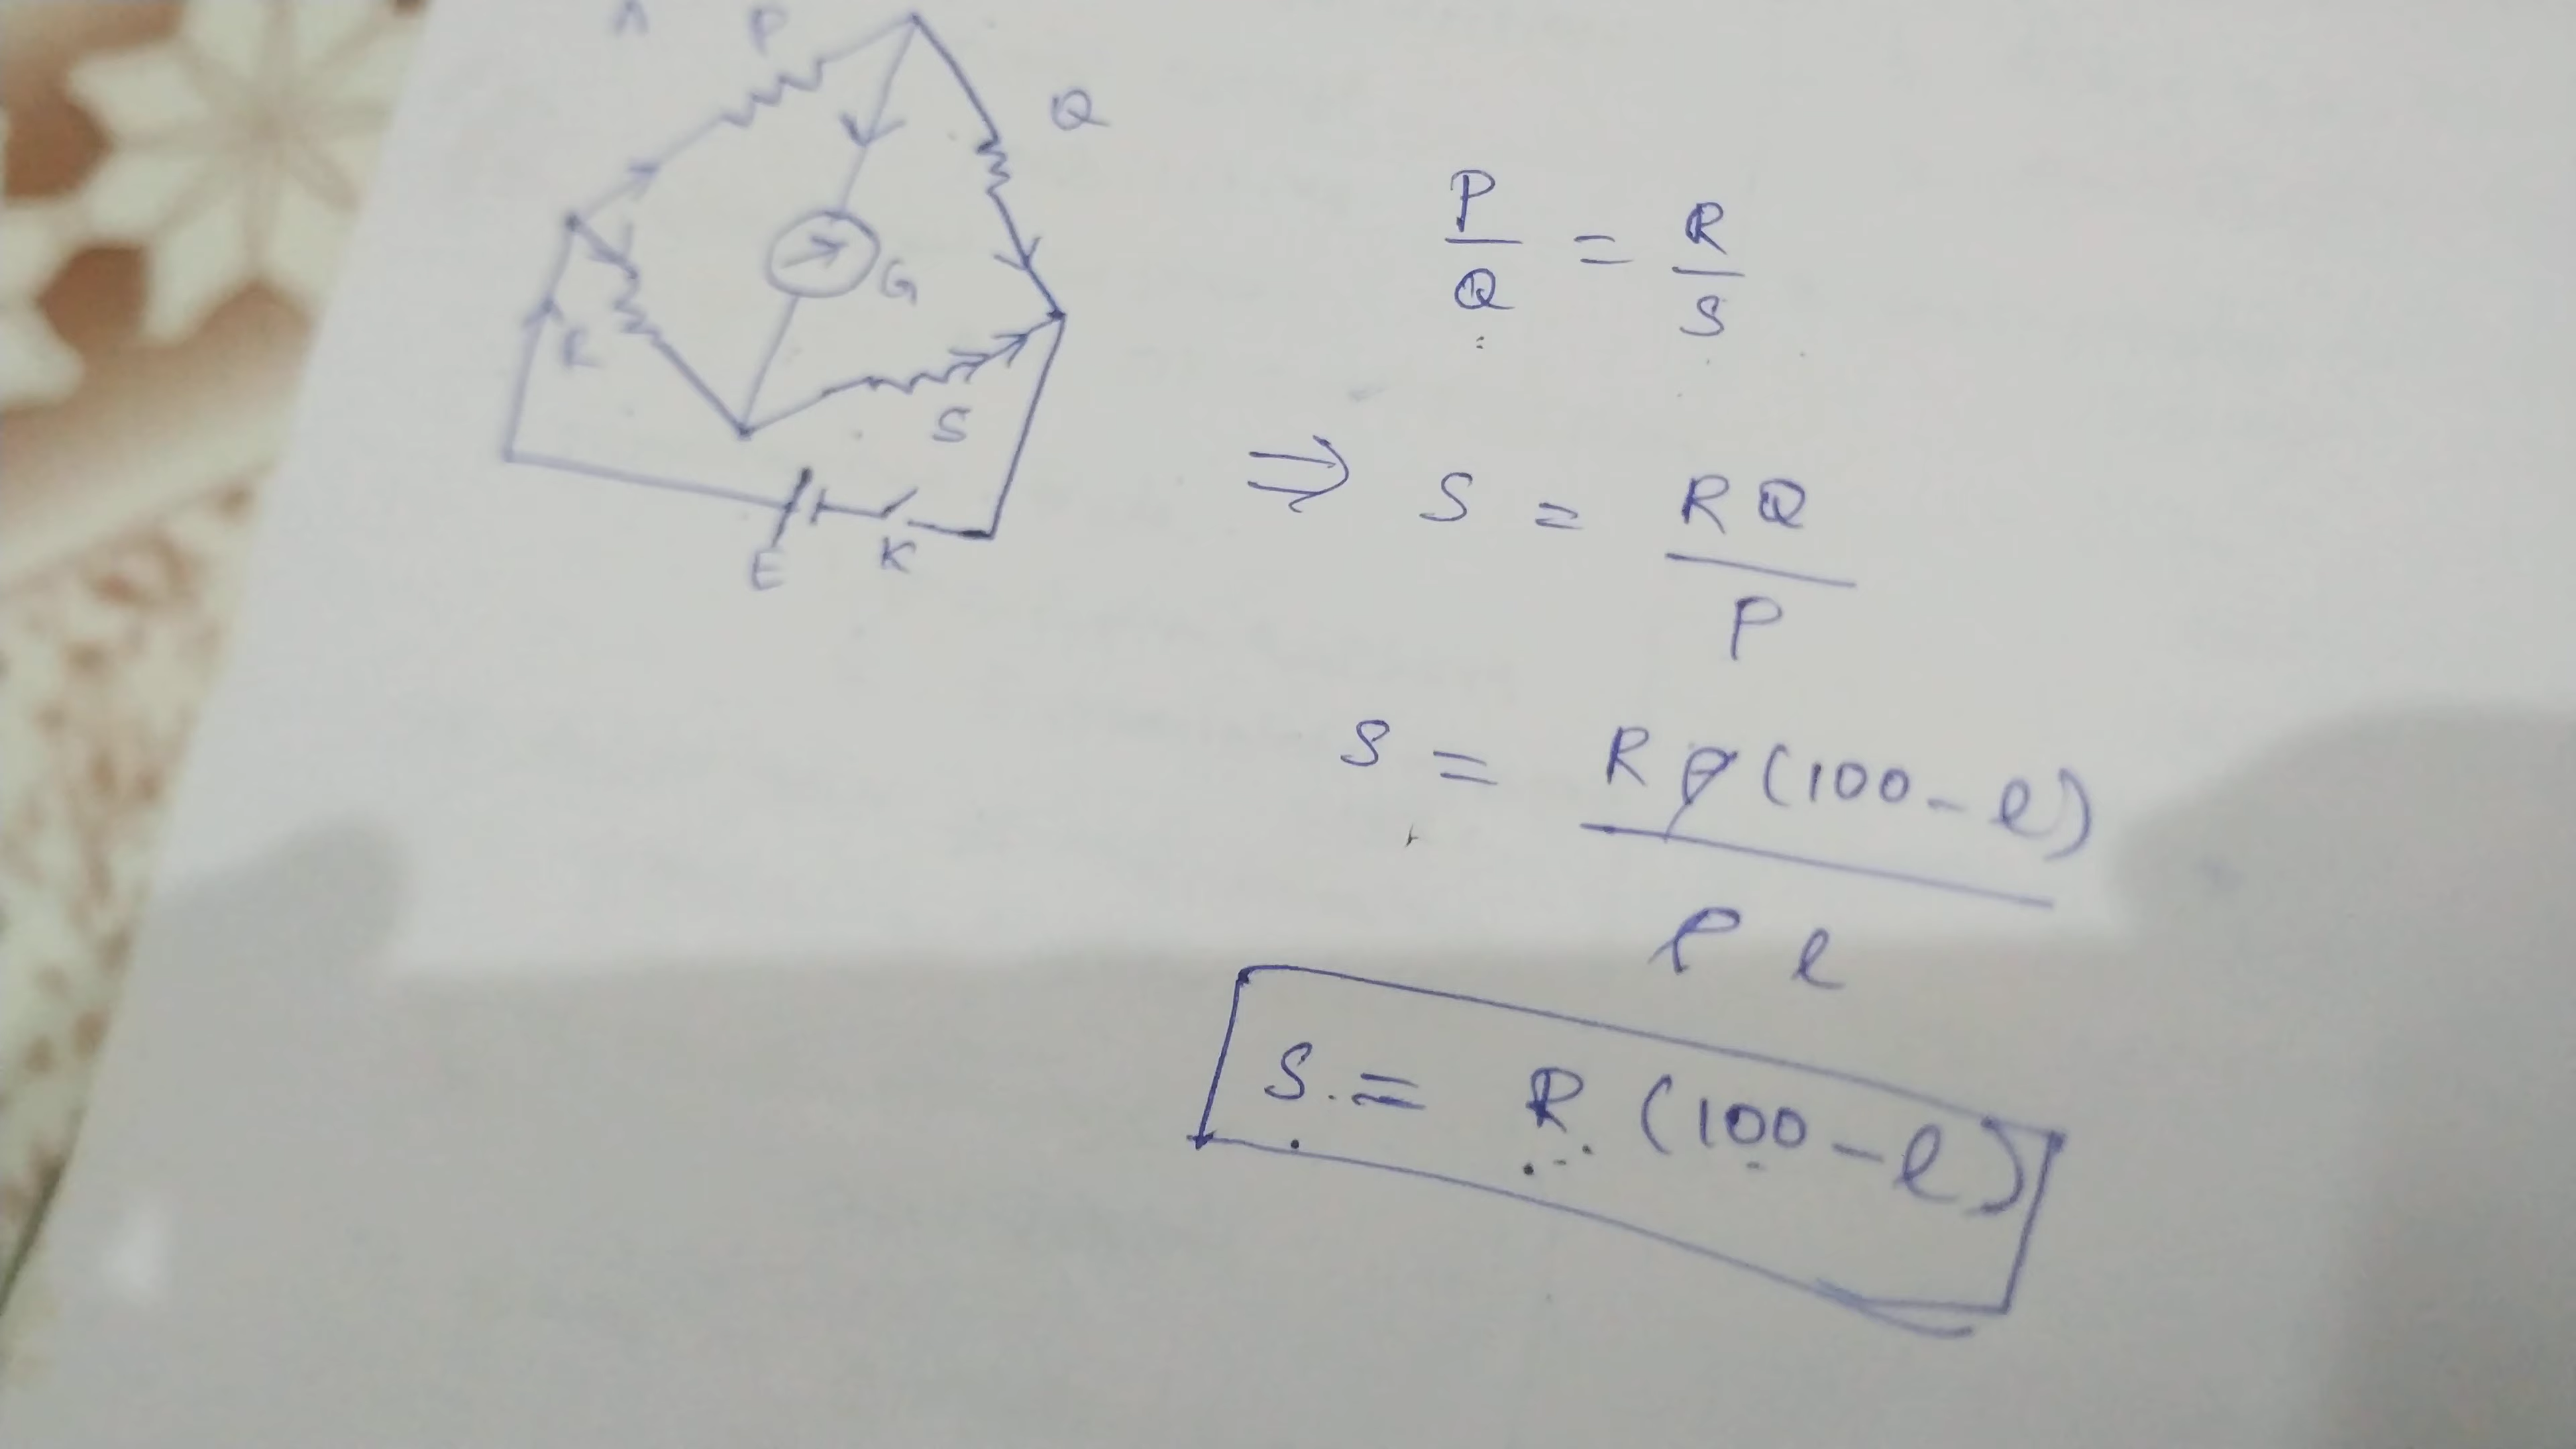 P
Q
G
R
S
E K
P/Q = R/S
⇒ S = RQ/P
S = Rρ(100-l)/ρl
S. = R (100-l)